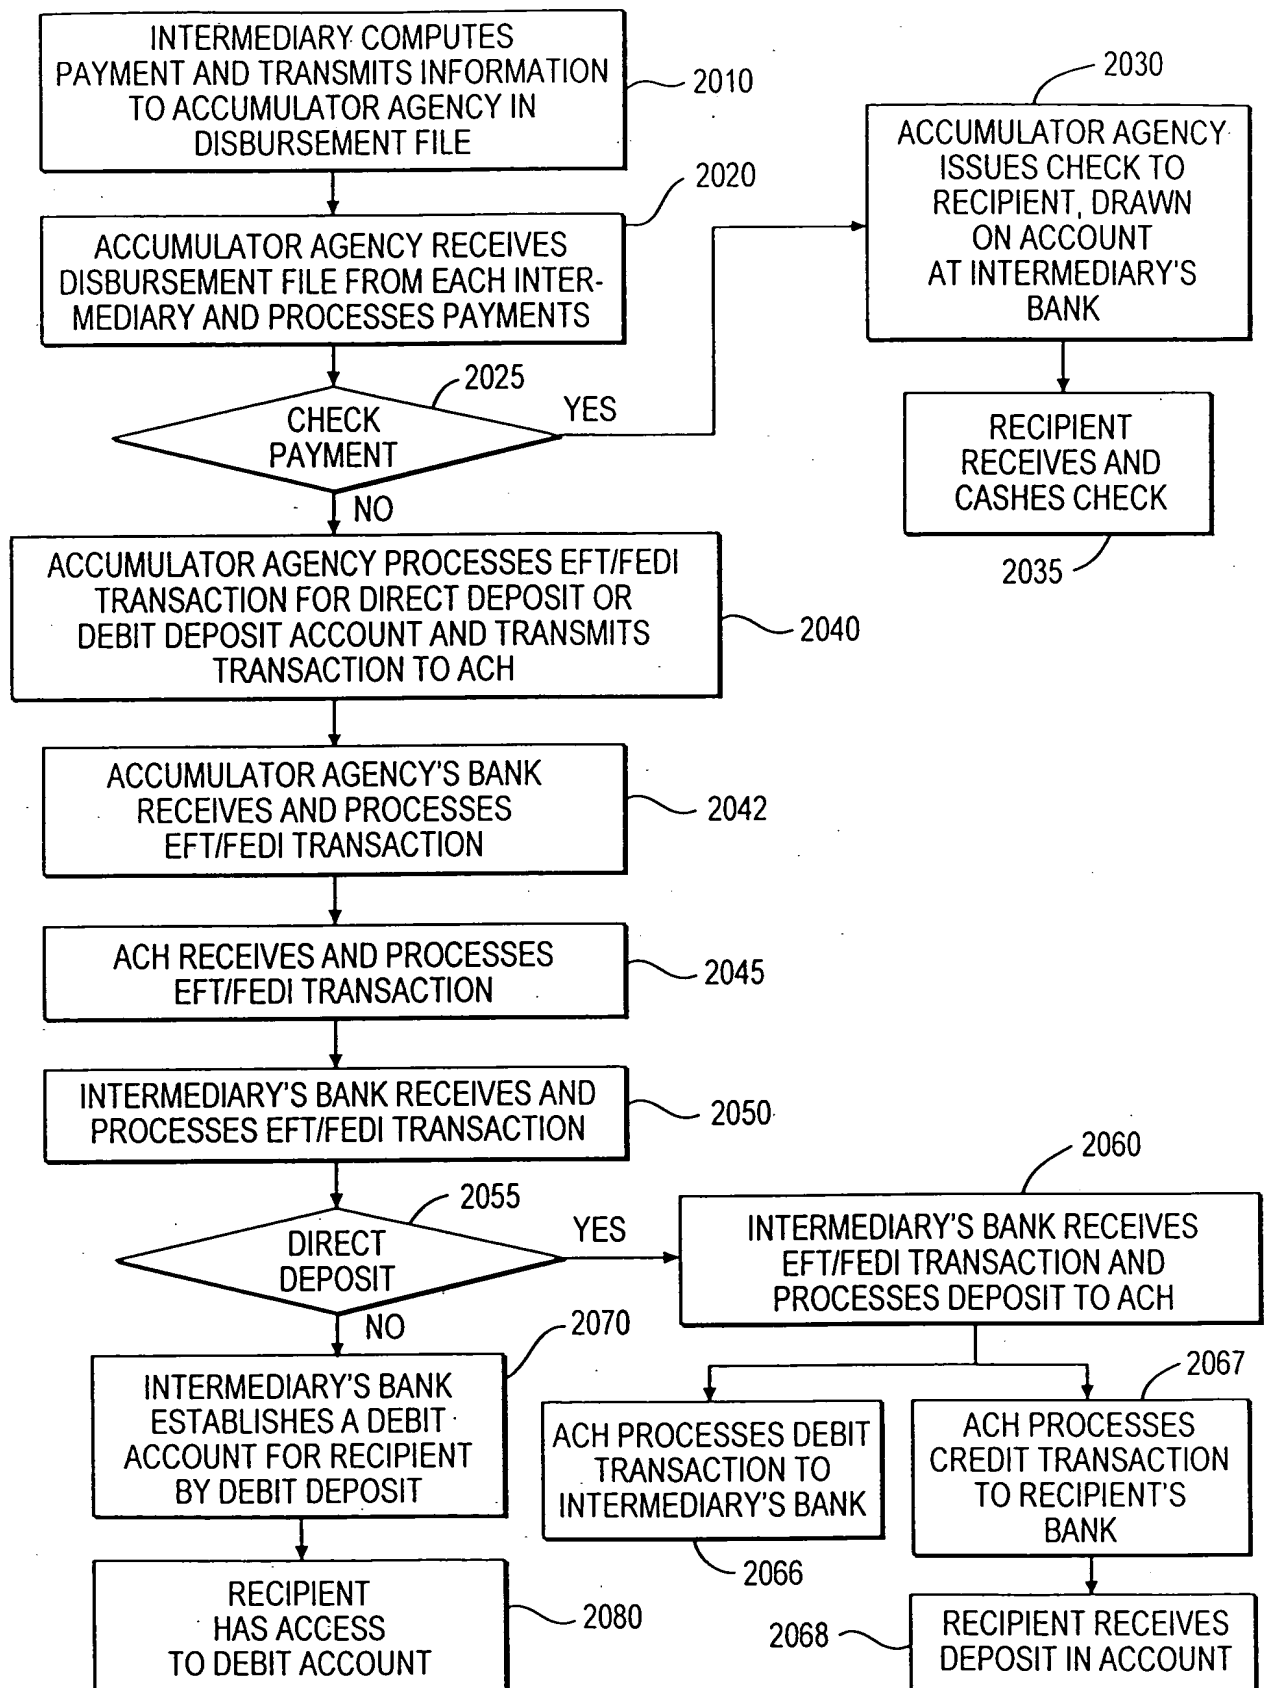 INTERMEDIARY COMPUTES
PAYMENT AND TRANSMITS INFORMATION
TO ACCUMULATOR AGENCY IN
DISBURSEMENT FILE
2010
2020
ACCUMULATOR AGENCY RECEIVES
DISBURSEMENT FILE FROM EACH INTER-
MEDIARY AND PROCESSES PAYMENTS
2025
CHECK
PAYMENT
YES
NO
2030
ACCUMULATOR AGENCY
ISSUES CHECK TO
RECIPIENT, DRAWN
ON ACCOUNT
AT INTERMEDIARY'S
BANK
RECIPIENT
RECEIVES AND
CASHES CHECK
2035
ACCUMULATOR AGENCY PROCESSES EFT/FEDI
TRANSACTION FOR DIRECT DEPOSIT OR
DEBIT DEPOSIT ACCOUNT AND TRANSMITS
TRANSACTION TO ACH
2040
ACCUMULATOR AGENCY'S BANK
RECEIVES AND PROCESSES
EFT/FEDI TRANSACTION
2042
ACH RECEIVES AND PROCESSES
EFT/FEDI TRANSACTION
2045
INTERMEDIARY'S BANK RECEIVES AND
PROCESSES EFT/FEDI TRANSACTION
2050
2055
DIRECT
DEPOSIT
YES
NO
2060
INTERMEDIARY'S BANK RECEIVES
EFT/FEDI TRANSACTION AND
PROCESSES DEPOSIT TO ACH
2070
INTERMEDIARY'S BANK
ESTABLISHES A DEBIT
ACCOUNT FOR RECIPIENT
BY DEBIT DEPOSIT
ACH PROCESSES DEBIT
TRANSACTION TO
INTERMEDIARY'S BANK
2066
2067
ACH PROCESSES
CREDIT TRANSACTION
TO RECIPIENT'S
BANK
RECIPIENT
HAS ACCESS
TO DEBIT ACCOUNT
2080
2068
RECIPIENT RECEIVES
DEPOSIT IN ACCOUNT